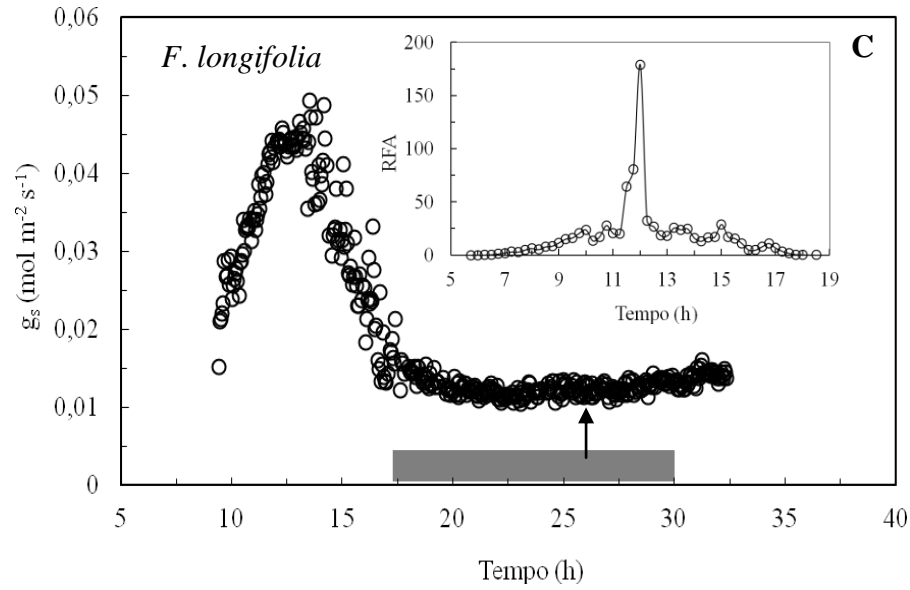 F. longifolia
C
gₛ (mol m⁻² s⁻¹)
0,06
0,05
0,04
0,03
0,02
0,01
0
5 10 15 20 25 30 35 40
Tempo (h)
RFA
200
150
100
50
0
5 7 9 11 13 15 17 19
Tempo (h)